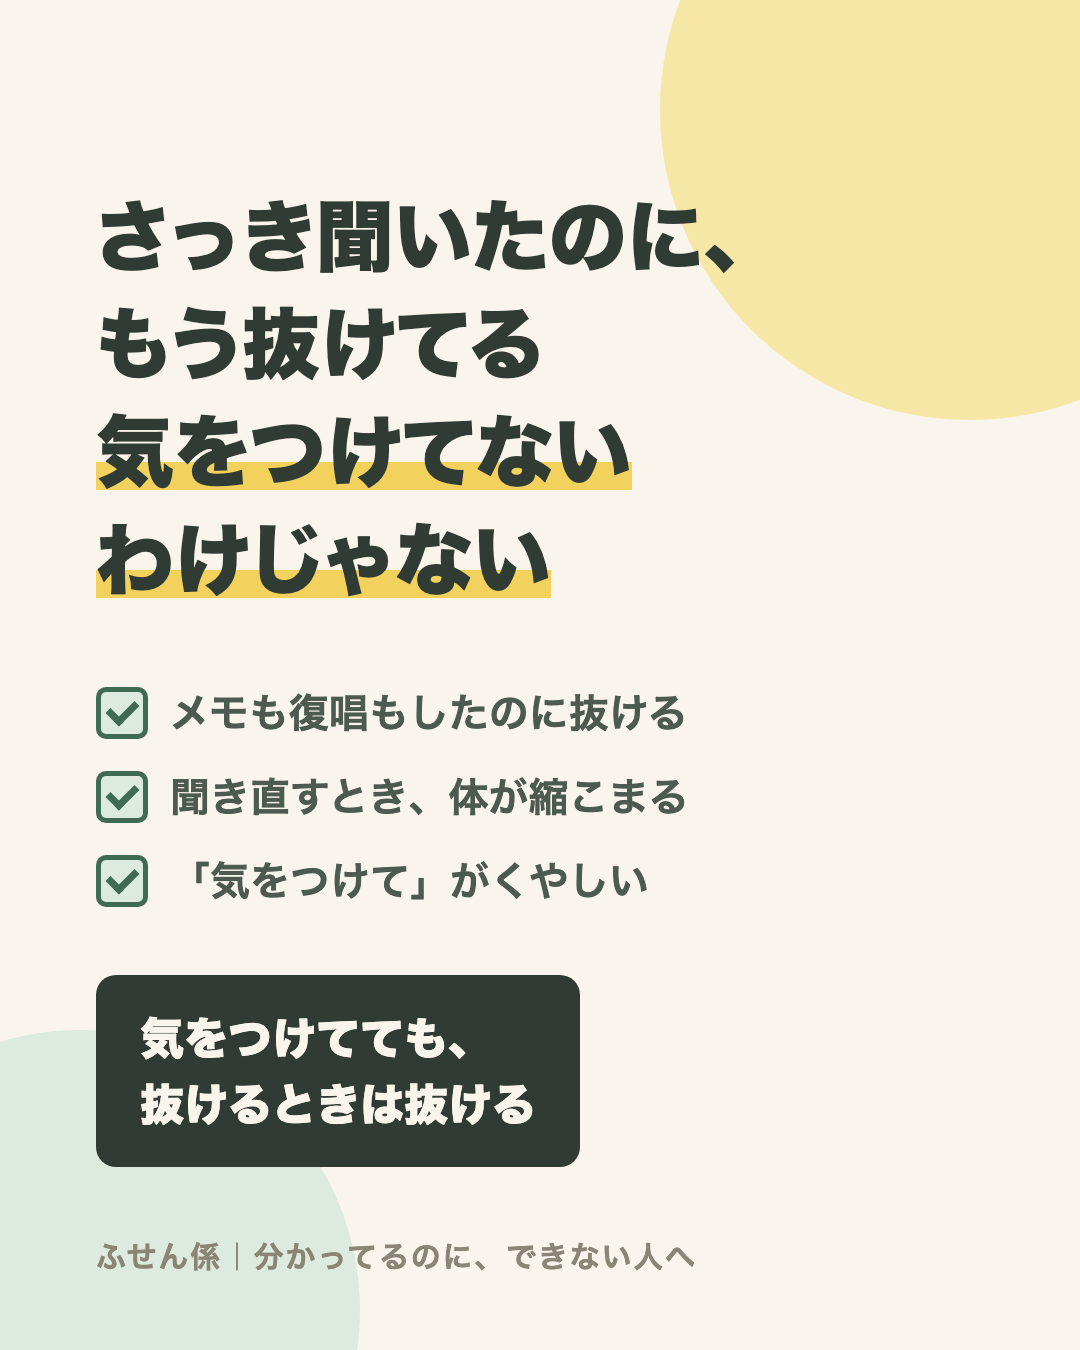 さっき聞いたのに、
もう抜けてる
気をつけてない
わけじゃない
メモも復唱もしたのに抜ける
聞き直すとき、体が縮こまる
「気をつけて」がくやしい
気をつけてても、
抜けるときは抜ける
ふせん係｜分かってるのに、できない人へ